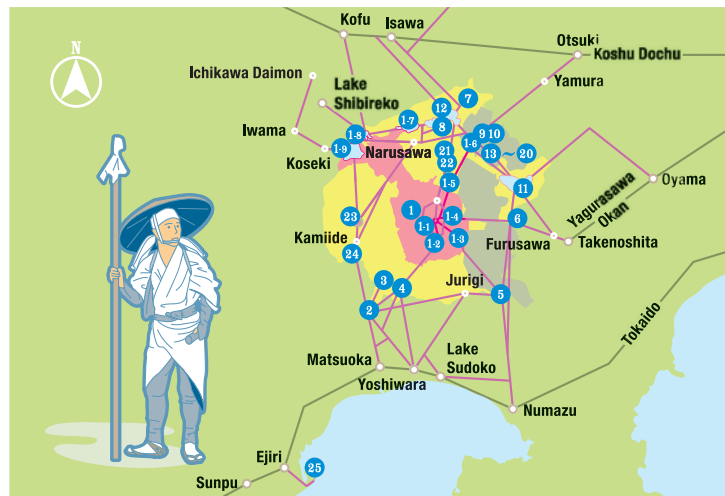 Kofu
Isawa
Otsuki
Koshu Dochu
N
Ichikawa Daimon
Lake
Shibireko
Yamura
7
12
1-7
8
9 10
1-8
1-6
Iwama
1-9
Narusawa
21
13 ~ 20
Koseki
22
1-5
11
Oyama
Yagurasawa
Okan
1
1-4
23
1-1
6
Kamiide
1-3
1-2
Furusawa
Takenoshita
24
3
4
Jurigi
5
2
Tokaido
Matsuoka
Lake
Sudoko
Yoshiwara
Numazu
Ejiri
25
Sunpu